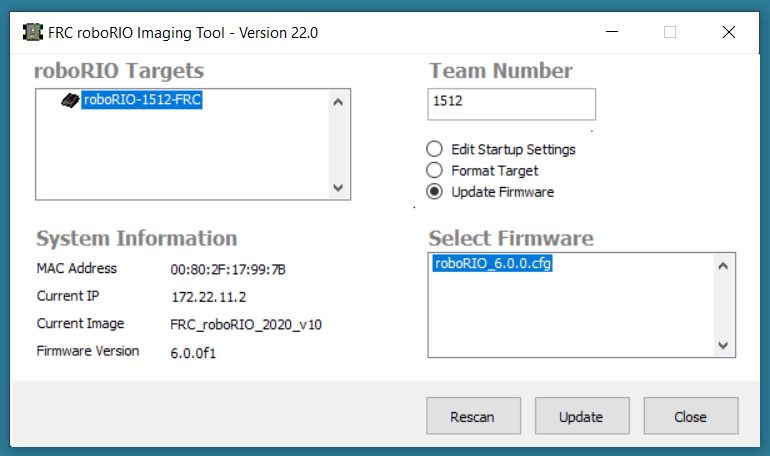 FRC roboRIO Imaging Tool - Version 22.0
roboRIO Targets
roboRIO-1512-FRC
Team Number
1512
Edit Startup Settings
Format Target
Update Firmware
System Information
MAC Address 00:80:2F:17:99:7B
Current IP 172.22.11.2
Current Image FRC_roboRIO_2020_v10
Firmware Version 6.0.0f1
Select Firmware
roboRIO_6.0.0.cfg
Rescan Update Close